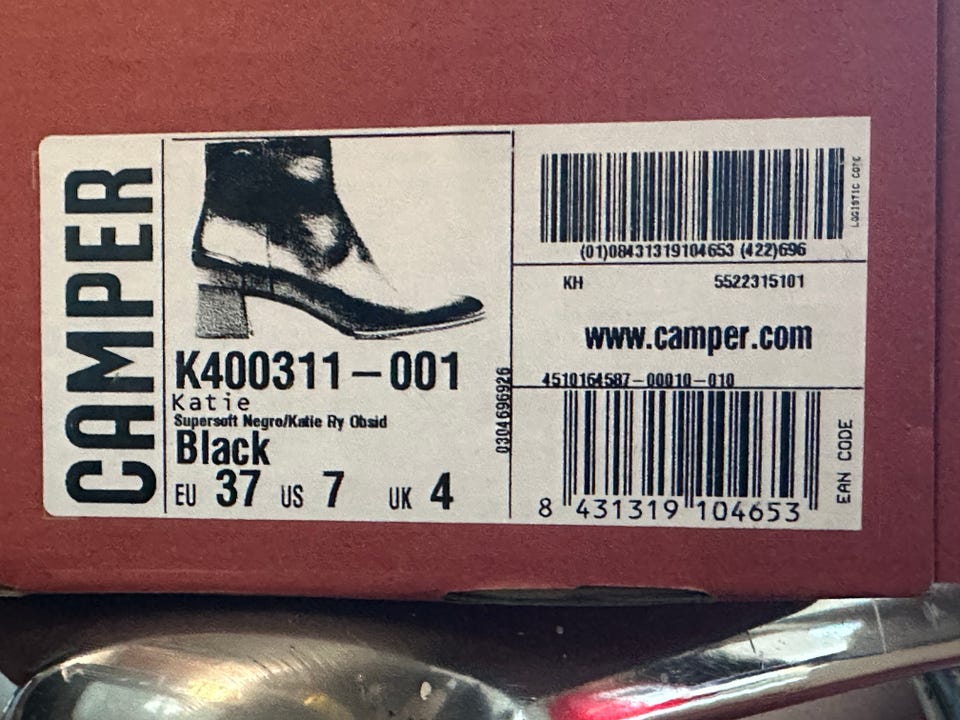 CAMPER
K400311-001
Katie
Supersoft Negro/Katie Ry Obsid
Black
EU 37 US 7 UK 4
0304696926
(01)08431319104653 (422)696
LOGISTIC CODE
KH 5522315101
www.camper.com
4510164587-00010-010
8 431319 104653
EAN CODE